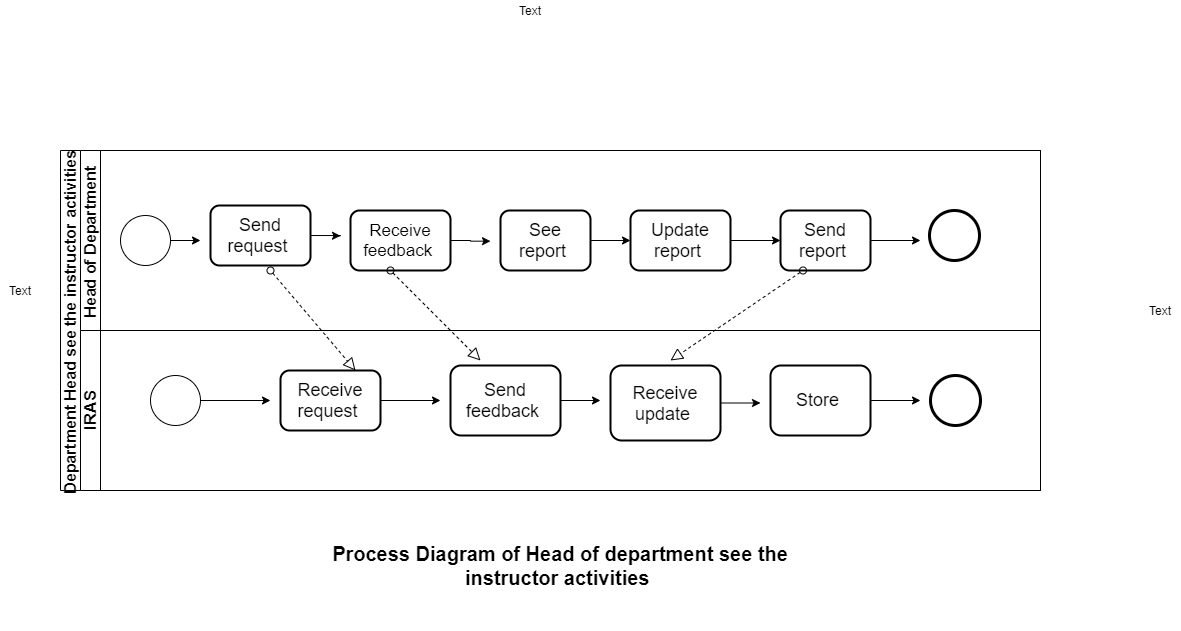 Text
Department Head see the instructor activities
Head of Department
Send
request
Receive
feedback
See
report
Update
report
Send
report
Text
Text
IRAS
Receive
request
Send
feedback
Receive
update
Store
Process Diagram of Head of department see the
instructor activities